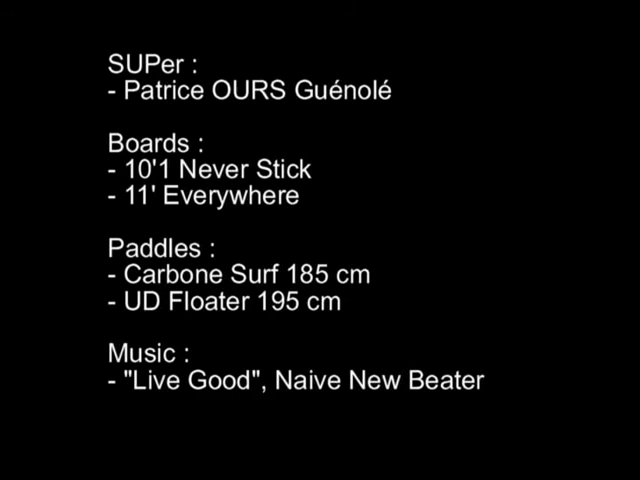 SUPer :
- Patrice OURS Guénolé
Boards :
- 10'1 Never Stick
- 11' Everywhere
Paddles :
- Carbone Surf 185 cm
- UD Floater 195 cm
Music :
- "Live Good", Naive New Beater